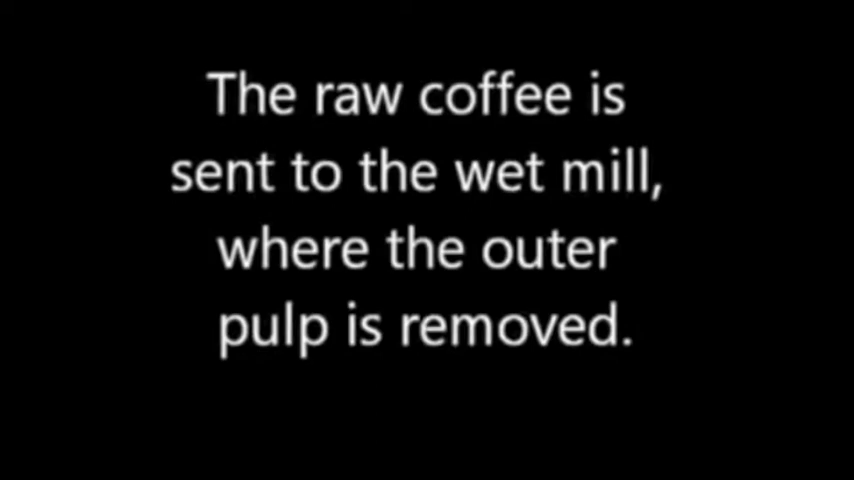 The raw coffee is
sent to the wet mill,
where the outer
pulp is removed.